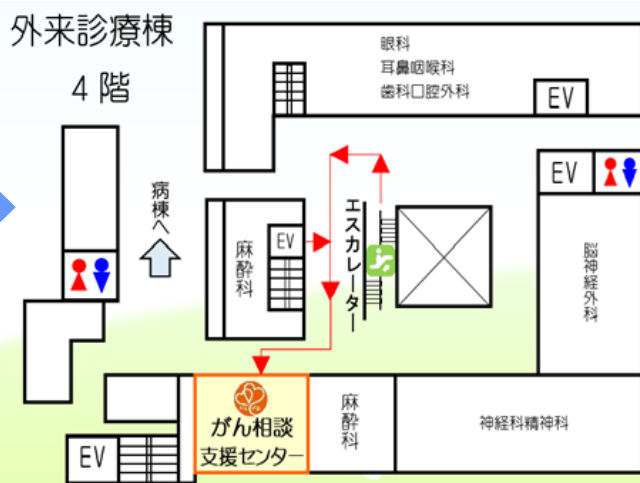 外来診療棟
4階
眼科
耳鼻咽喉科
歯科口腔外科
EV
EV
病棟へ
麻酔科
EV
エスカレーター
脳神経外科
がん相談
支援センター
麻酔科
神経科精神科
EV